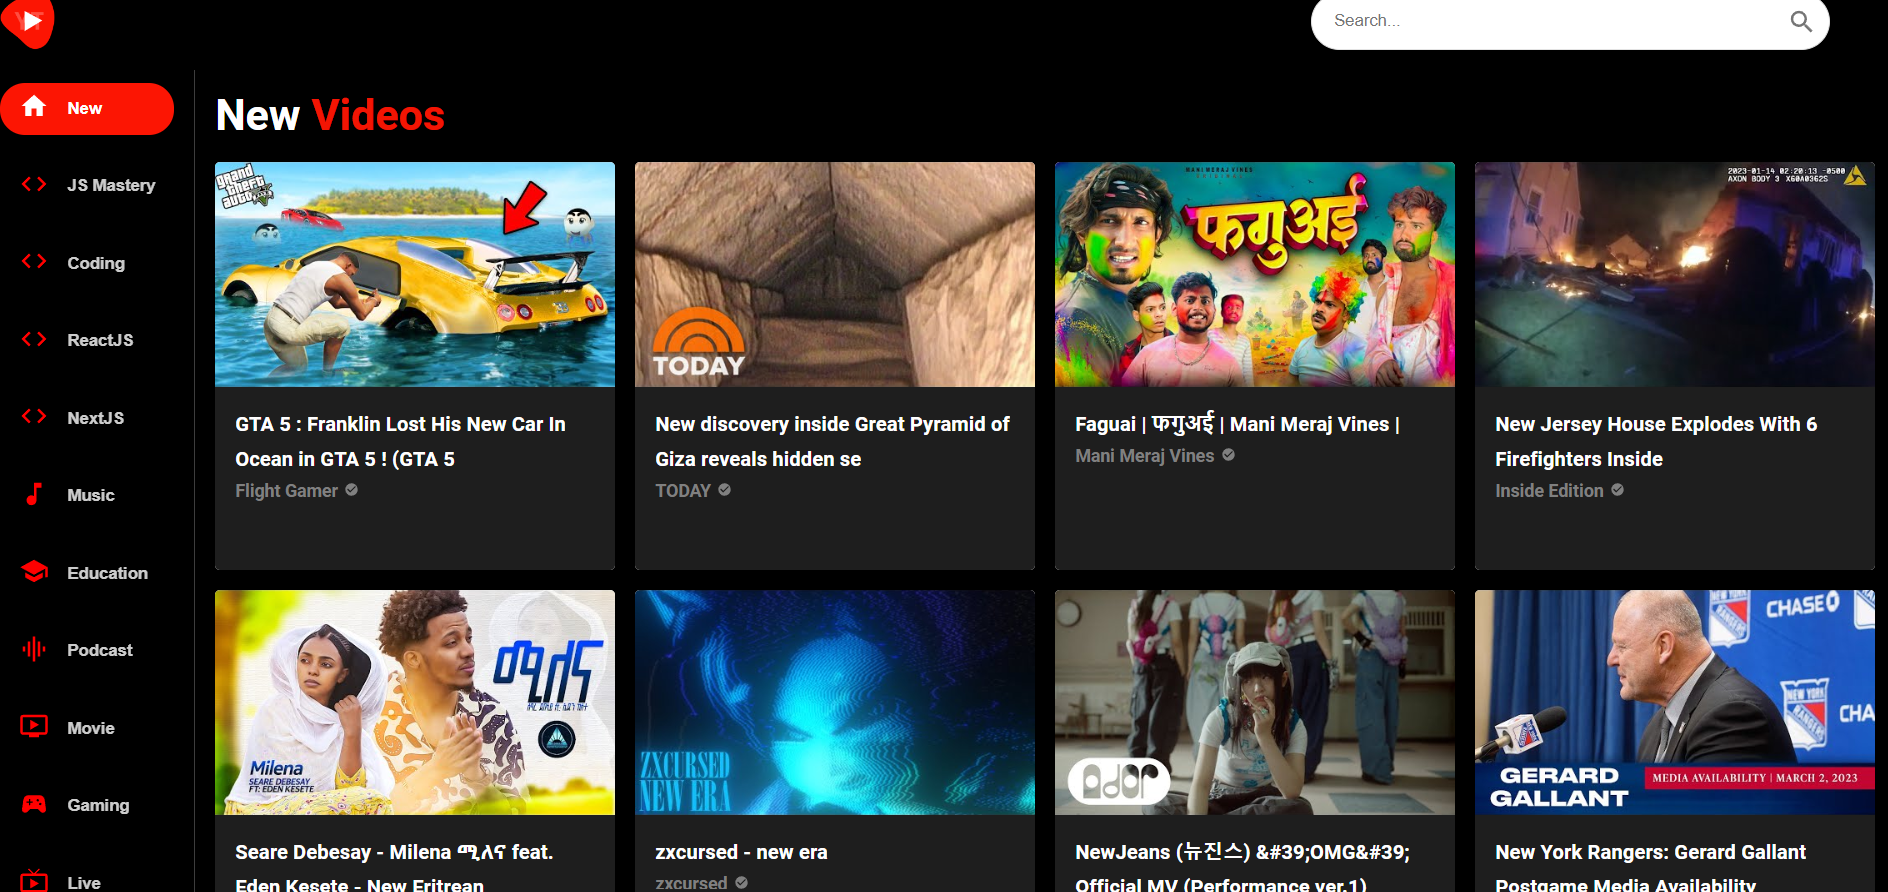 YT
Search...
New
JS Mastery
Coding
ReactJS
NextJS
Music
Education
Podcast
Movie
Gaming
Live
New Videos
grand
theft
auto
V
GTA 5 : Franklin Lost His New Car In
Ocean in GTA 5 ! (GTA 5
Flight Gamer
TODAY
New discovery inside Great Pyramid of
Giza reveals hidden se
TODAY
MANI MERAJ VINES
ORIGINAL
फगुअई
Faguai | फगुअई | Mani Meraj Vines |
Mani Meraj Vines
2023-01-14 02:20:13 -0500
AXON BODY 3 X60A0362S
New Jersey House Explodes With 6
Firefighters Inside
Inside Edition
ሚለና
Milena
SEARE DEBESAY
FT: EDEN KESETE
Seare Debesay - Milena ሚለና feat.
Eden Kesete - New Eritrean
ZXCURSED
NEW ERA
zxcursed - new era
zxcursed
ador
NewJeans (뉴진스) &#39;OMG&#39;
Official MV (Performance ver.1)
NEW YORK
RANGERS
CHASE
NEW YORK
RANGERS
CHA
GERARD
GALLANT
MEDIA AVAILABILITY | MARCH 2, 2023
New York Rangers: Gerard Gallant
Postgame Media Availability